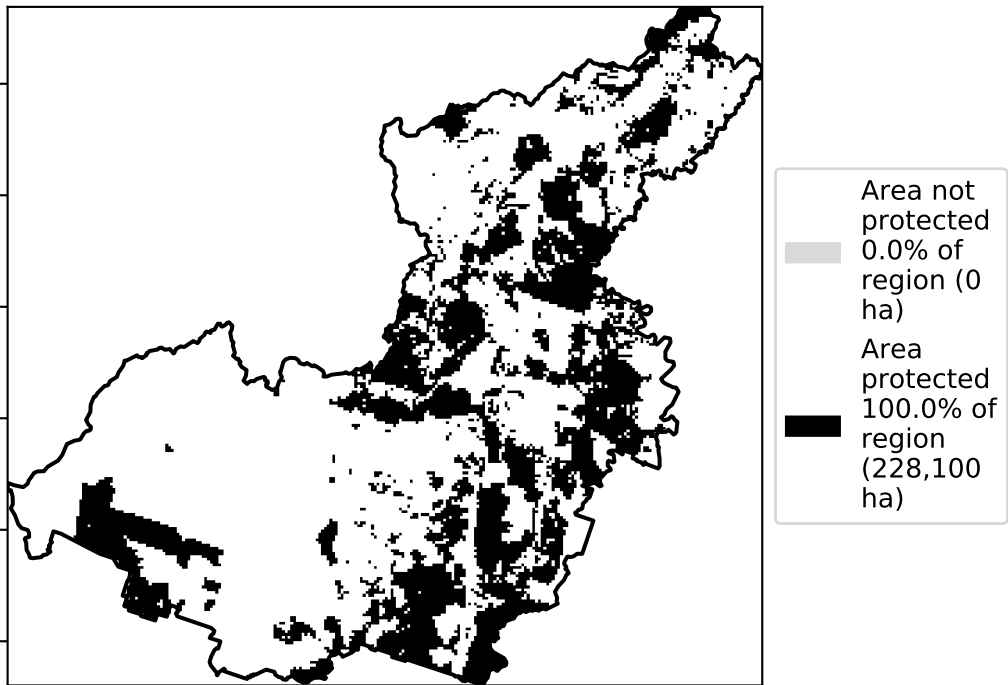 Area not
protected
0.0% of
region (0
ha)
Area
protected
100.0% of
region
(228,100
ha)